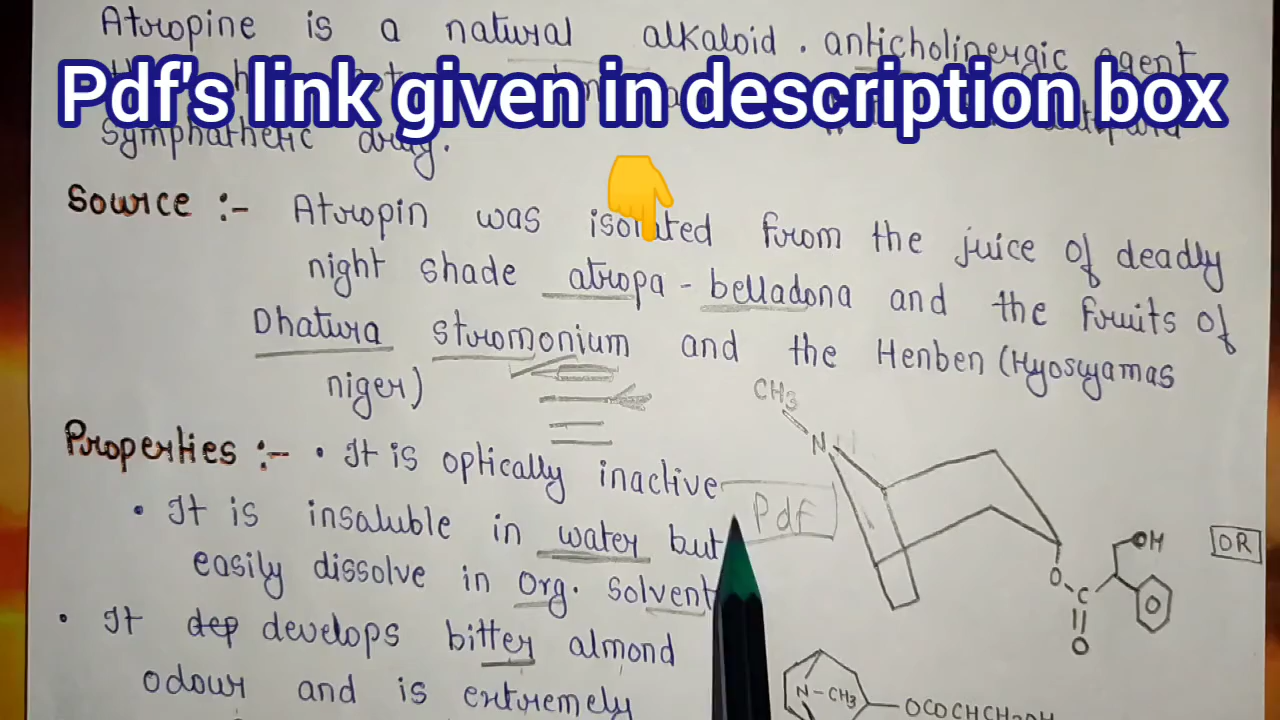 Atropine is a natural alkaloid. anticholinergic agent
Pdf's link given in description box
Symphathetic drug.
Source :- Atropin was isolated from the juice of deadly
night shade atropa - belladona and the fruits of
Dhatura stromonium and the Henben (Hyoscyamas
niger)
CH3
N
Properties :- • It is optically inactive
Pdf
• It is insaluble in water but
OH
OR
easily dissolve in Org. solvent
O
C
O
O
• It dep develops bitter almond
odour and is extremely
N-CH3